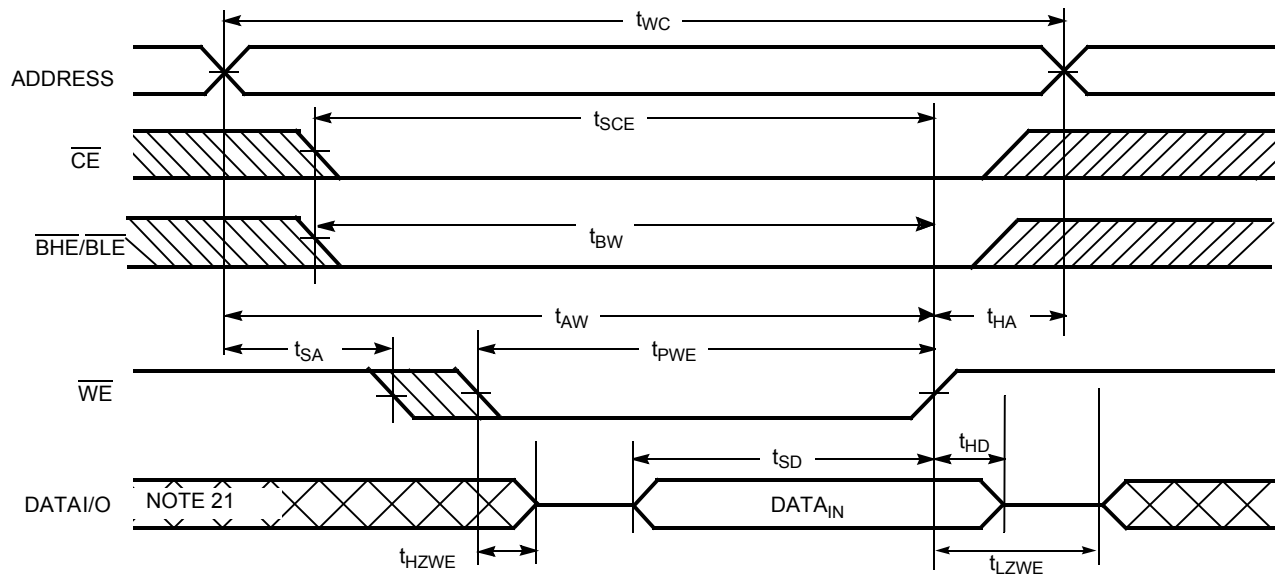 tWC
ADDRESS
tSCE
CE
BHE/BLE
tBW
tAW
tHA
tSA
tPWE
WE
tHD
tSD
DATAI/O
NOTE 21
DATAIN
tHZWE
tLZWE